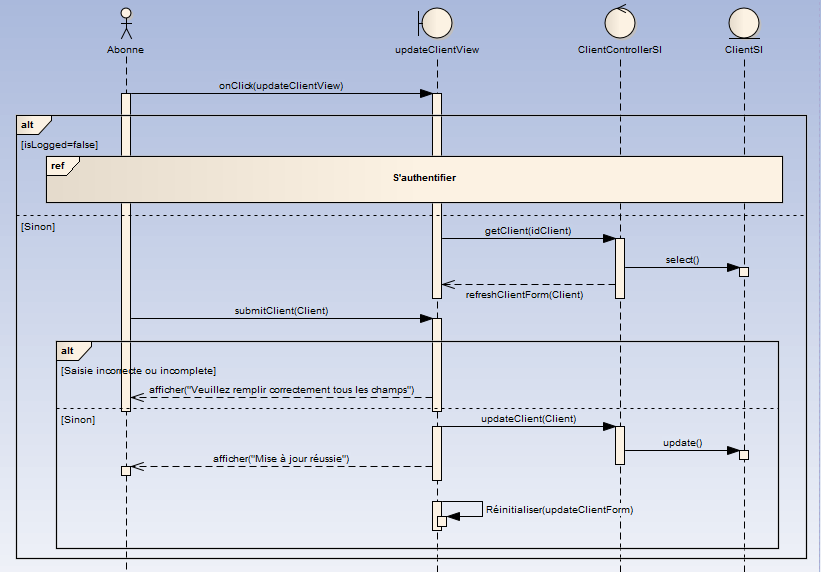 Abonne
updateClientView
ClientControllerSI
ClientSI
onClick(updateClientView)
alt
[isLogged=false]
ref
S'authentifier
[Sinon]
getClient(idClient)
select()
refreshClientForm(Client)
submitClient(Client)
alt
[Saisie incorrecte ou incomplete]
afficher("Veuillez remplir correctement tous les champs")
[Sinon]
updateClient(Client)
update()
afficher("Mise à jour réussie")
Réinitialiser(updateClientForm)